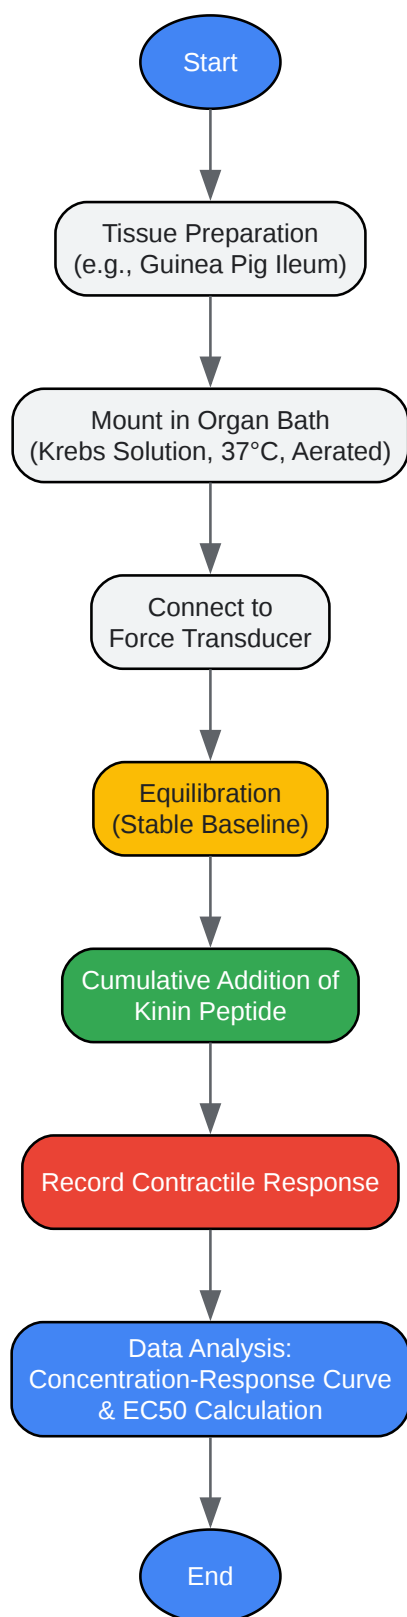 Start
Tissue Preparation
(e.g., Guinea Pig Ileum)
Mount in Organ Bath
(Krebs Solution, 37°C, Aerated)
Connect to
Force Transducer
Equilibration
(Stable Baseline)
Cumulative Addition of
Kinin Peptide
Record Contractile Response
Data Analysis:
Concentration-Response Curve
& EC50 Calculation
End